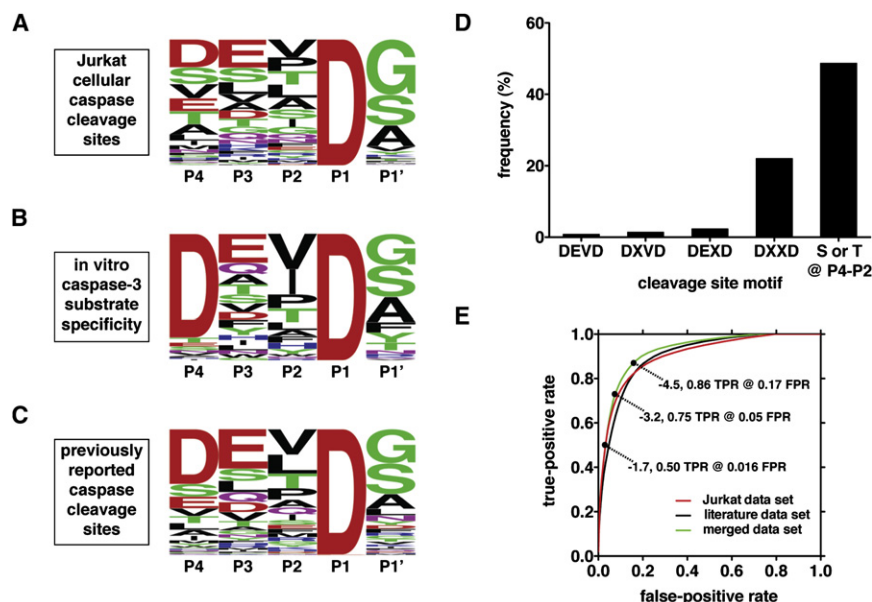 A
Jurkat
cellular
caspase
cleavage
sites
P4 P3 P2 P1 P1'
B
in vitro
caspase-3
substrate
specificity
P4 P3 P2 P1 P1'
C
previously
reported
caspase
cleavage
sites
P4 P3 P2 P1 P1'
D
frequency (%)
60
40
20
0
DEVD DXVD DEXD DXXD S or T
@ P4-P2
cleavage site motif
E
true-positive rate
1.0
0.8
0.6
0.4
0.2
0.0
-4.5, 0.86 TPR @ 0.17 FPR
-3.2, 0.75 TPR @ 0.05 FPR
-1.7, 0.50 TPR @ 0.016 FPR
Jurkat data set
literature data set
merged data set
0.0 0.2 0.4 0.6 0.8 1.0
false-positive rate